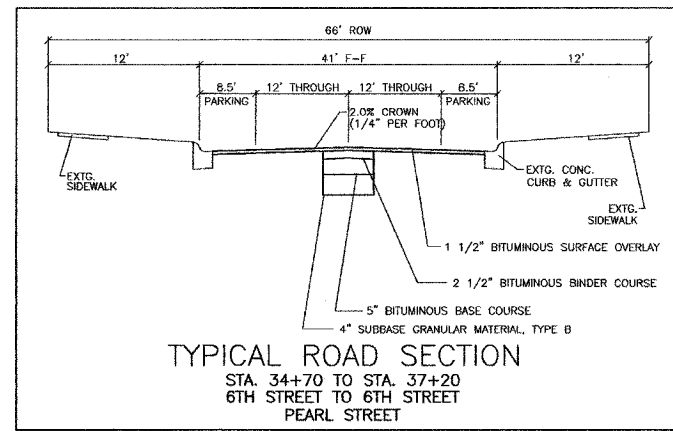 66' ROW
12' 41' F-F 12'
8.5' 12' THROUGH 12' THROUGH 8.5'
PARKING PARKING
2.0% CROWN
(1/4" PER FOOT)
EXTG.
SIDEWALK
EXTG. CONC.
CURB & GUTTER
EXTG.
SIDEWALK
1 1/2" BITUMINOUS SURFACE OVERLAY
2 1/2" BITUMINOUS BINDER COURSE
5" BITUMINOUS BASE COURSE
4" SUBBASE GRANULAR MATERIAL, TYPE B
TYPICAL ROAD SECTION
STA. 34+70 TO STA. 37+20
6TH STREET TO 6TH STREET
PEARL STREET